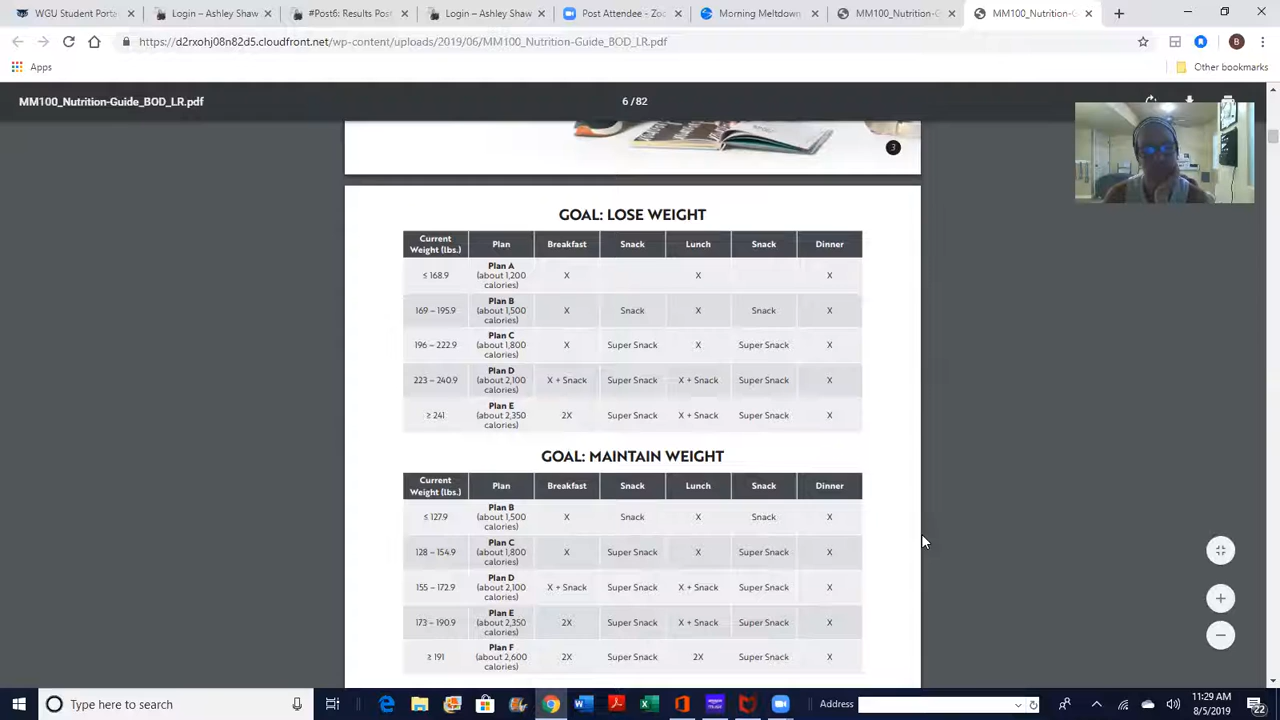 WGU Student Porta
Login – Ashley Shaw
#Post6: Results Post
Login – Ashley Shaw
Post Attendee - Zoo
Morning Meltdown
MM100_Nutrition-G
MM100_Nutrition-
https://d2rxohj08n82d5.cloudfront.net/wp-content/uploads/2019/06/MM100_Nutrition-Guide_BOD_LR.pdf
B
Apps
Other bookmarks
MM100_Nutrition-Guide_BOD_LR.pdf
6 / 82
3
GOAL: LOSE WEIGHT
Current Weight (lbs.) Plan Breakfast Snack Lunch Snack Dinner
≤ 168.9 Plan A (about 1,200 calories) X X X
169 – 195.9 Plan B (about 1,500 calories) X Snack X Snack X
196 – 222.9 Plan C (about 1,800 calories) X Super Snack X Super Snack X
223 – 240.9 Plan D (about 2,100 calories) X + Snack Super Snack X + Snack Super Snack X
≥ 241 Plan E (about 2,350 calories) 2X Super Snack X + Snack Super Snack X
GOAL: MAINTAIN WEIGHT
Current Weight (lbs.) Plan Breakfast Snack Lunch Snack Dinner
≤ 127.9 Plan B (about 1,500 calories) X Snack X Snack X
128 – 154.9 Plan C (about 1,800 calories) X Super Snack X Super Snack X
155 – 172.9 Plan D (about 2,100 calories) X + Snack Super Snack X + Snack Super Snack X
173 – 190.9 Plan E (about 2,350 calories) 2X Super Snack X + Snack Super Snack X
≥ 191 Plan F (about 2,600 calories) 2X Super Snack 2X Super Snack X
Type here to search
Address
11:29 AM
8/5/2019
22